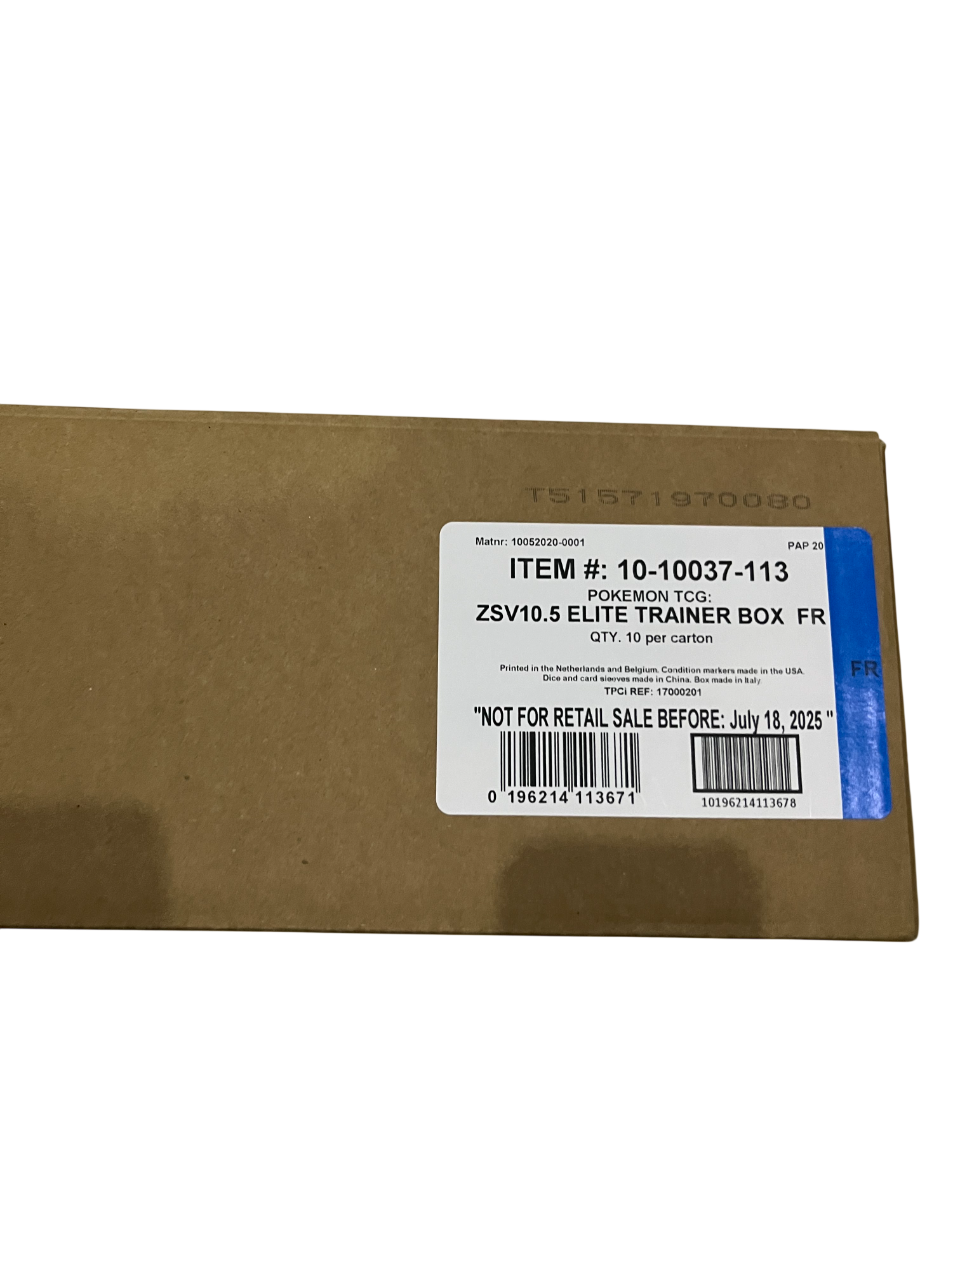 T51571970080
Matnr: 10052020-0001
PAP 20
ITEM #: 10-10037-113
POKEMON TCG:
ZSV10.5 ELITE TRAINER BOX FR
QTY. 10 per carton
FR
Printed in the Netherlands and Belgium. Condition markers made in the USA.
Dice and card sleeves made in China. Box made in Italy.
TPCi REF: 17000201
"NOT FOR RETAIL SALE BEFORE: July 18, 2025 "
0 196214 113671
10196214113678